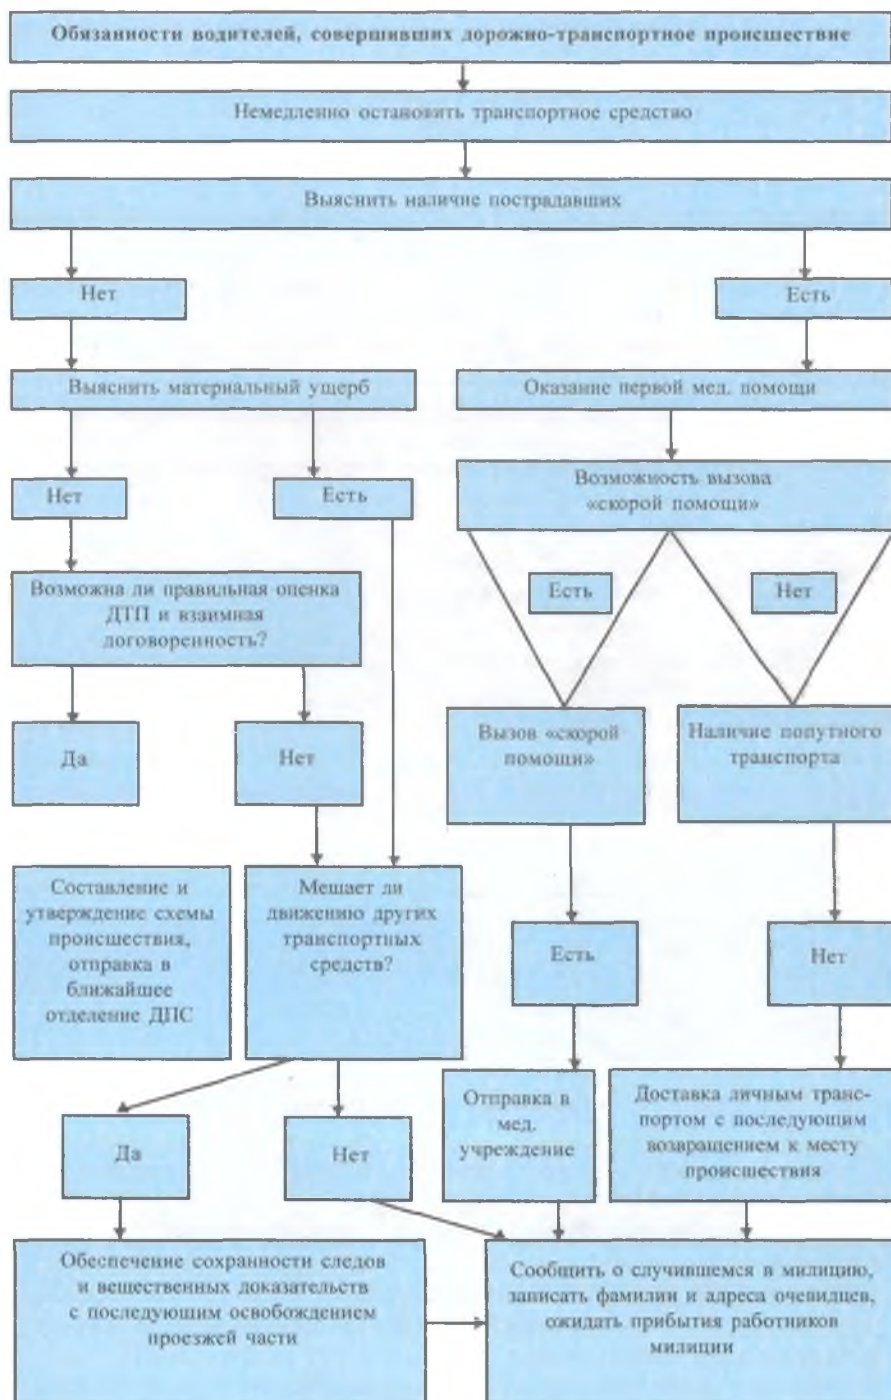 Обязанности водителей, совершивших дорожно-транспортное происшествие
Немедленно остановить транспортное средство
Выяснить наличие пострадавших
Нет
Есть
Выяснить материальный ущерб
Оказание первой мед. помощи
Нет
Есть
Возможность вызова
«скорой помощи»
Возможна ли правильная оценка
ДТП и взаимная
договоренность?
Есть
Нет
Да
Нет
Вызов «скорой
помощи»
Наличие попутного
транспорта
Составление и
утверждение схемы
происшествия,
отправка в
ближайшее
отделение ДПС
Мешает ли
движению других
транспортных
средств?
Есть
Нет
Да
Нет
Отправка в
мед.
учреждение
Доставка личным транс-
портом с последующим
возвращением к месту
происшествия
Обеспечение сохранности следов
и вещественных доказательств
с последующим освобождением
проезжей части
Сообщить о случившемся в милицию,
записать фамилии и адреса очевидцев,
ожидать прибытия работников
милиции